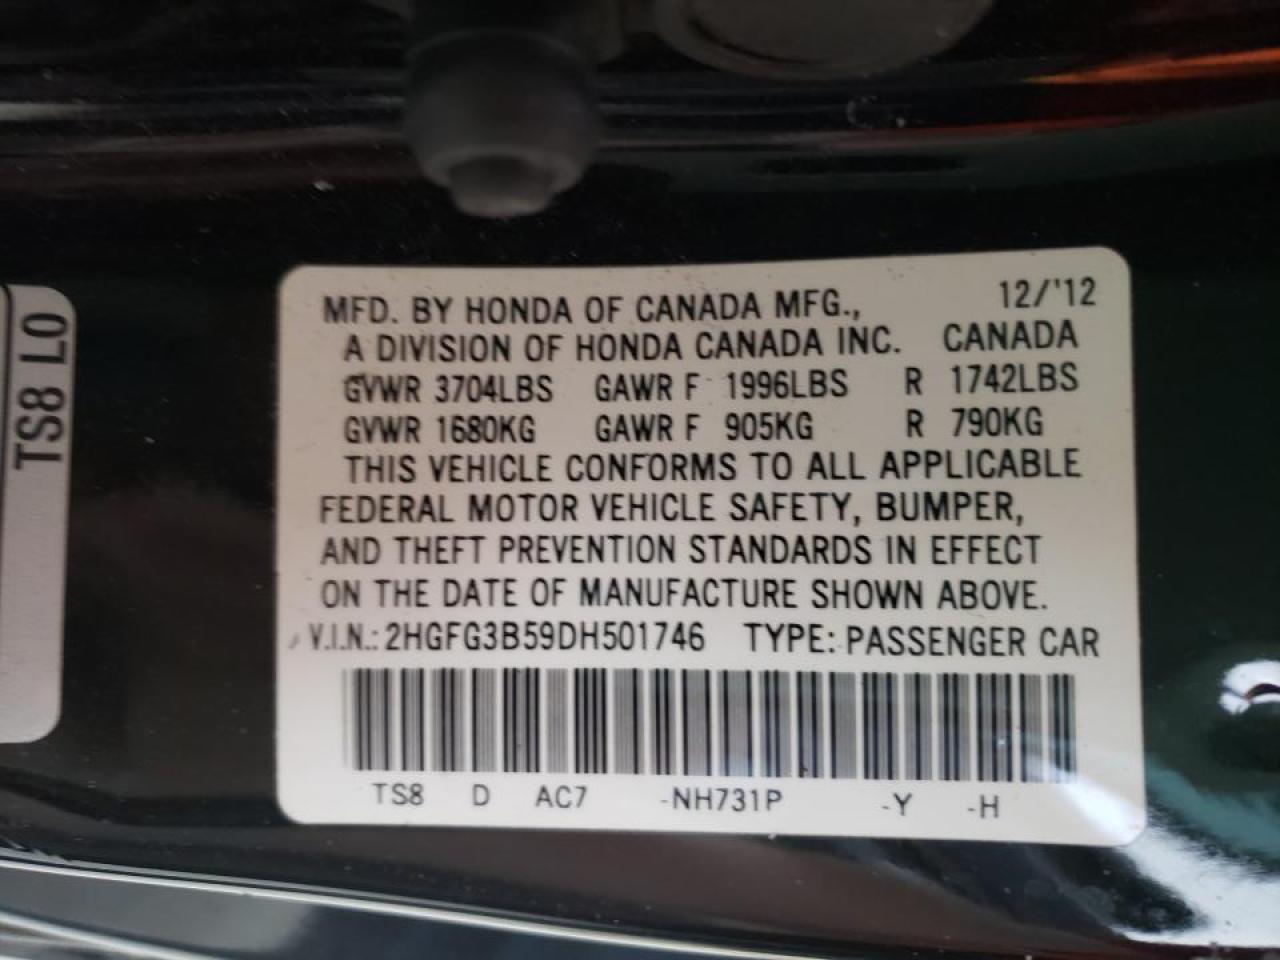 MFD. BY HONDA OF CANADA MFG., 12/'12
A DIVISION OF HONDA CANADA INC. CANADA
GVWR 3704LBS GAWR F 1996LBS R 1742LBS
GVWR 1680KG GAWR F 905KG R 790KG
THIS VEHICLE CONFORMS TO ALL APPLICABLE
FEDERAL MOTOR VEHICLE SAFETY, BUMPER,
AND THEFT PREVENTION STANDARDS IN EFFECT
ON THE DATE OF MANUFACTURE SHOWN ABOVE.
V.I.N.: 2HGFG3B59DH501746 TYPE: PASSENGER CAR
TS8 D AC7 -NH731P -Y -H
TS8 L0